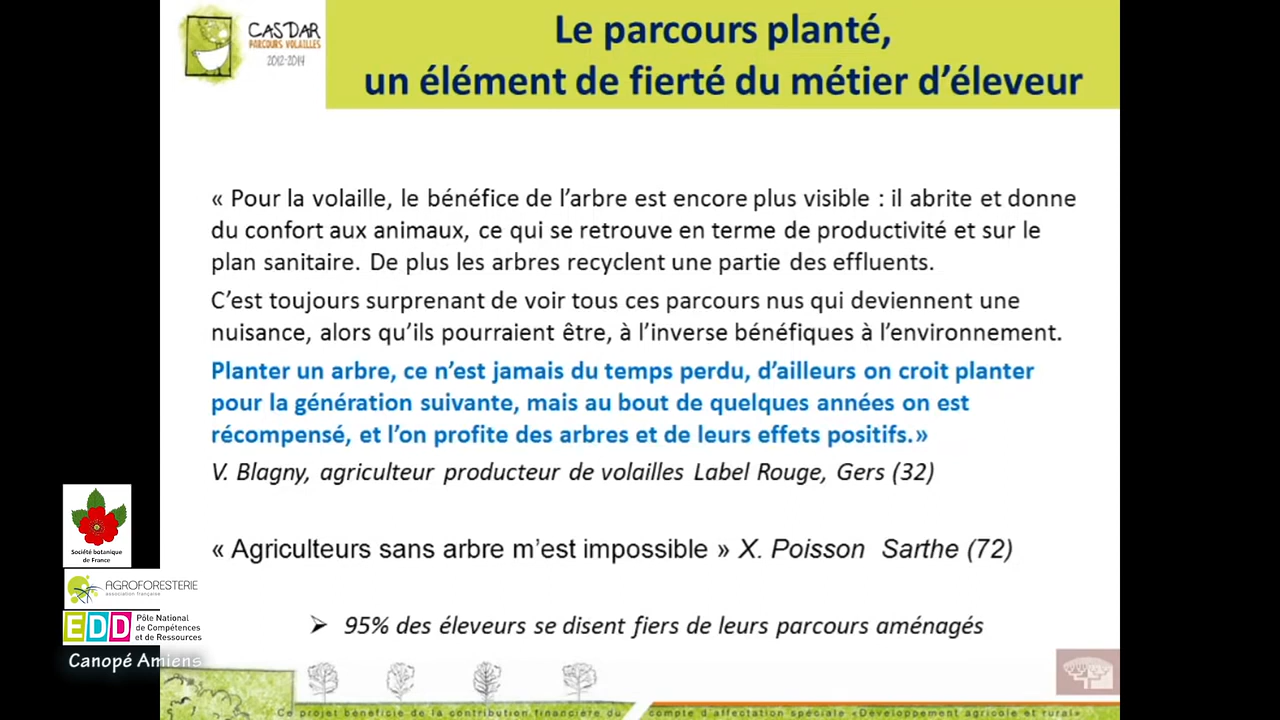 CASDAR
PARCOURS VOLAILLES
2012-2014
Le parcours planté,
un élément de fierté du métier d'éleveur
« Pour la volaille, le bénéfice de l'arbre est encore plus visible : il abrite et donne
du confort aux animaux, ce qui se retrouve en terme de productivité et sur le
plan sanitaire. De plus les arbres recyclent une partie des effluents.
C'est toujours surprenant de voir tous ces parcours nus qui deviennent une
nuisance, alors qu'ils pourraient être, à l'inverse bénéfiques à l'environnement.
Planter un arbre, ce n'est jamais du temps perdu, d'ailleurs on croit planter
pour la génération suivante, mais au bout de quelques années on est
récompensé, et l'on profite des arbres et de leurs effets positifs.»
V. Blagny, agriculteur producteur de volailles Label Rouge, Gers (32)
« Agriculteurs sans arbre m'est impossible » X. Poisson Sarthe (72)
➢ 95% des éleveurs se disent fiers de leurs parcours aménagés
Société botanique
de France
AGROFORESTERIE
association française
EDD Pôle National
de Compétences
et de Ressources
Canopé Amiens
Ce projet bénéficie de la contribution financière du compte d'affectation spéciale «Développement agricole et rural»